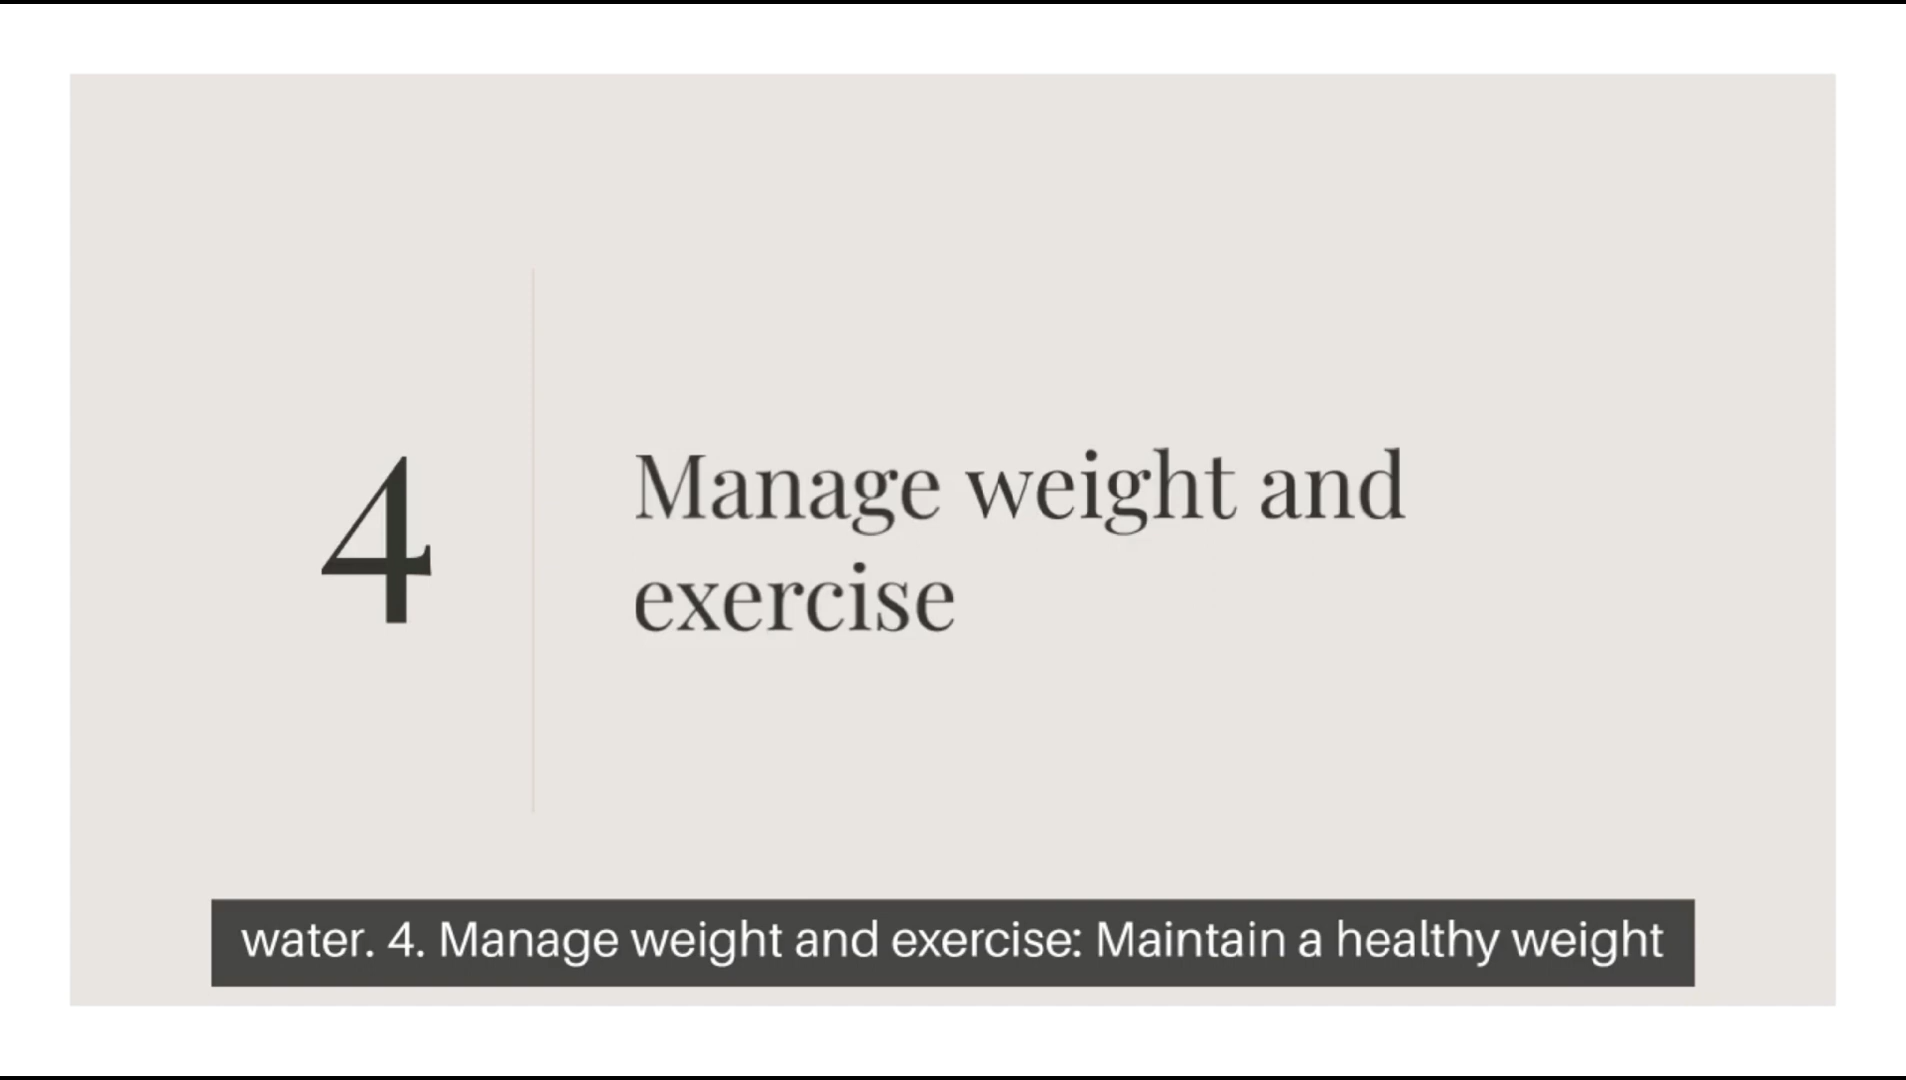 4
Manage weight and
exercise
water. 4. Manage weight and exercise: Maintain a healthy weight